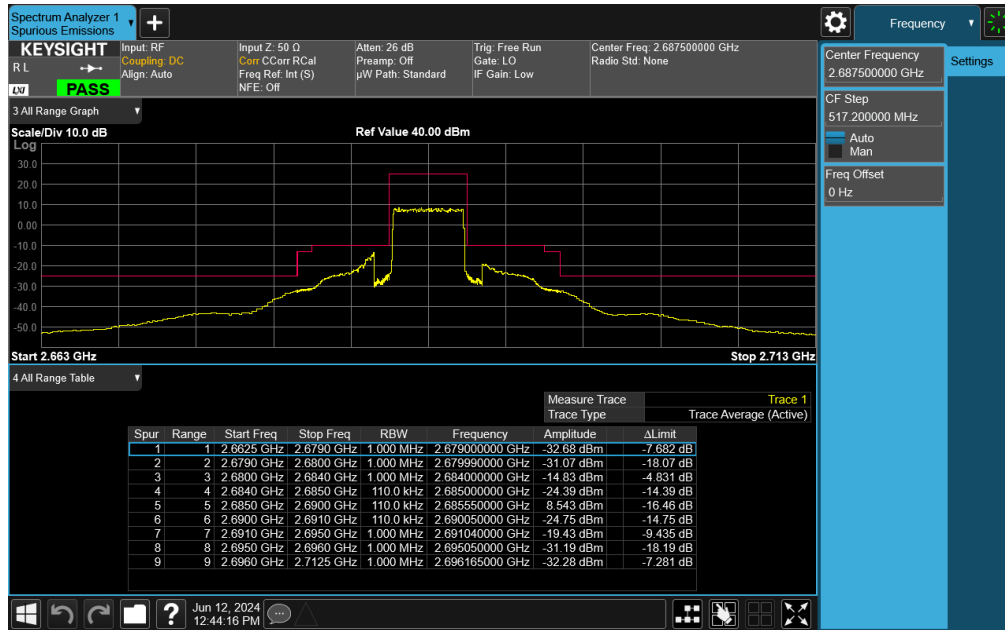 Spectrum Analyzer 1
Spurious Emissions
Frequency
KEYSIGHT
R L
LXI
PASS
Input: RF
Coupling: DC
Align: Auto
Input Z: 50 Ω
Corr CCorr RCal
Freq Ref: Int (S)
NFE: Off
Atten: 26 dB
Preamp: Off
µW Path: Standard
Trig: Free Run
Gate: LO
IF Gain: Low
Center Freq: 2.687500000 GHz
Radio Std: None
Center Frequency
2.687500000 GHz
Settings
CF Step
517.200000 MHz
Auto
Man
Freq Offset
0 Hz
3 All Range Graph
Scale/Div 10.0 dB
Ref Value 40.00 dBm
Log
30.0
20.0
10.0
0.00
-10.0
-20.0
-30.0
-40.0
-50.0
Start 2.663 GHz
Stop 2.713 GHz
4 All Range Table
Measure Trace Trace 1
Trace Type Trace Average (Active)
Spur Range Start Freq Stop Freq RBW Frequency Amplitude ΔLimit
1 1 2.6625 GHz 2.6790 GHz 1.000 MHz 2.679000000 GHz -32.68 dBm -7.682 dB
2 2 2.6790 GHz 2.6800 GHz 1.000 MHz 2.679990000 GHz -31.07 dBm -18.07 dB
3 3 2.6800 GHz 2.6840 GHz 1.000 MHz 2.684000000 GHz -14.83 dBm -4.831 dB
4 4 2.6840 GHz 2.6850 GHz 110.0 kHz 2.685000000 GHz -24.39 dBm -14.39 dB
5 5 2.6850 GHz 2.6900 GHz 110.0 kHz 2.685550000 GHz 8.543 dBm -16.46 dB
6 6 2.6900 GHz 2.6910 GHz 110.0 kHz 2.690050000 GHz -24.75 dBm -14.75 dB
7 7 2.6910 GHz 2.6950 GHz 1.000 MHz 2.691040000 GHz -19.43 dBm -9.435 dB
8 8 2.6950 GHz 2.6960 GHz 1.000 MHz 2.695050000 GHz -31.19 dBm -18.19 dB
9 9 2.6960 GHz 2.7125 GHz 1.000 MHz 2.696165000 GHz -32.28 dBm -7.281 dB
Jun 12, 2024
12:44:16 PM